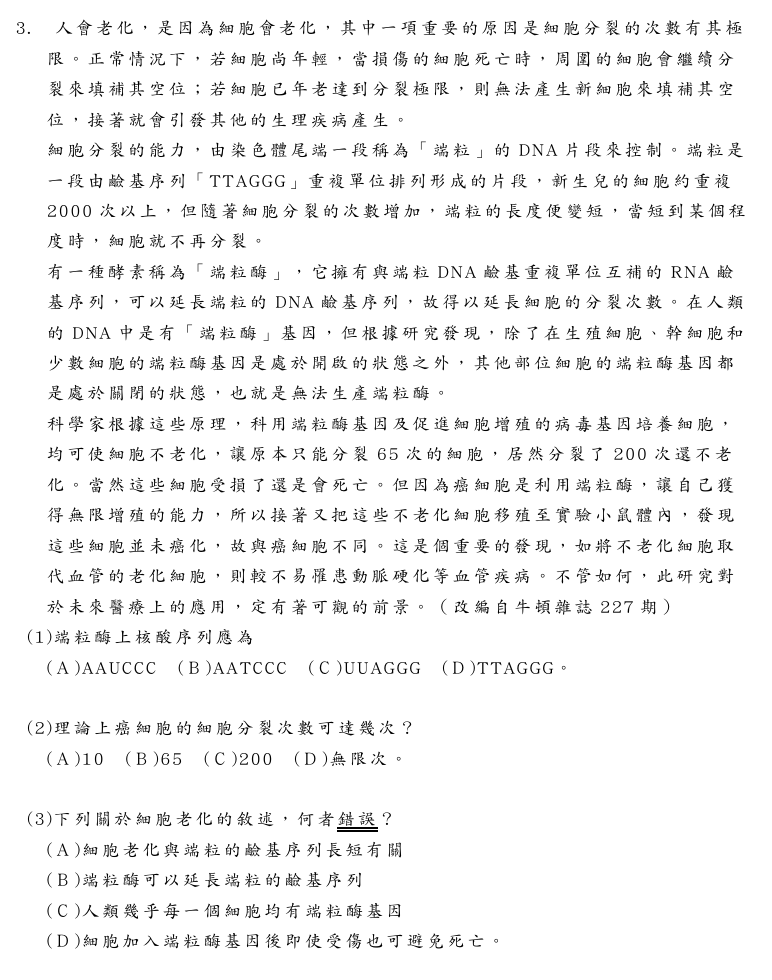 3. 人會老化，是因為細胞會老化，其中一項重要的原因是細胞分裂的次數有其極
限。正常情況下，若細胞尚年輕，當損傷的細胞死亡時，周圍的細胞會繼續分
裂來填補其空位；若細胞已年老達到分裂極限，則無法產生新細胞來填補其空
位，接著就會引發其他的生理疾病產生。
細胞分裂的能力，由染色體尾端一段稱為「端粒」的 DNA 片段來控制。端粒是
一段由鹼基序列「TTAGGG」重複單位排列形成的片段，新生兒的細胞約重複
2000 次以上，但隨著細胞分裂的次數增加，端粒的長度便變短，當短到某個程
度時，細胞就不再分裂。
有一種酵素稱為「端粒酶」，它擁有與端粒 DNA 鹼基重複單位互補的 RNA 鹼
基序列，可以延長端粒的 DNA 鹼基序列，故得以延長細胞的分裂次數。在人類
的 DNA 中是有「端粒酶」基因，但根據研究發現，除了在生殖細胞、幹細胞和
少數細胞的端粒酶基因是處於開啟的狀態之外，其他部位細胞的端粒酶基因都
是處於關閉的狀態，也就是無法生產端粒酶。
科學家根據這些原理，科用端粒酶基因及促進細胞增殖的病毒基因培養細胞，
均可使細胞不老化，讓原本只能分裂 65 次的細胞，居然分裂了 200 次還不老
化。當然這些細胞受損了還是會死亡。但因為癌細胞是利用端粒酶，讓自己獲
得無限增殖的能力，所以接著又把這些不老化細胞移殖至實驗小鼠體內，發現
這些細胞並未癌化，故與癌細胞不同。這是個重要的發現，如將不老化細胞取
代血管的老化細胞，則較不易罹患動脈硬化等血管疾病。不管如何，此研究對
於未來醫療上的應用，定有著可觀的前景。（改編自牛頓雜誌 227 期）
(1)端粒酶上核酸序列應為
(A)AAUCCC (B)AATCCC (C)UUAGGG (D)TTAGGG。
(2)理論上癌細胞的細胞分裂次數可達幾次？
(A)10 (B)65 (C)200 (D)無限次。
(3)下列關於細胞老化的敘述，何者錯誤？
(A)細胞老化與端粒的鹼基序列長短有關
(B)端粒酶可以延長端粒的鹼基序列
(C)人類幾乎每一個細胞均有端粒酶基因
(D)細胞加入端粒酶基因後即使受傷也可避免死亡。